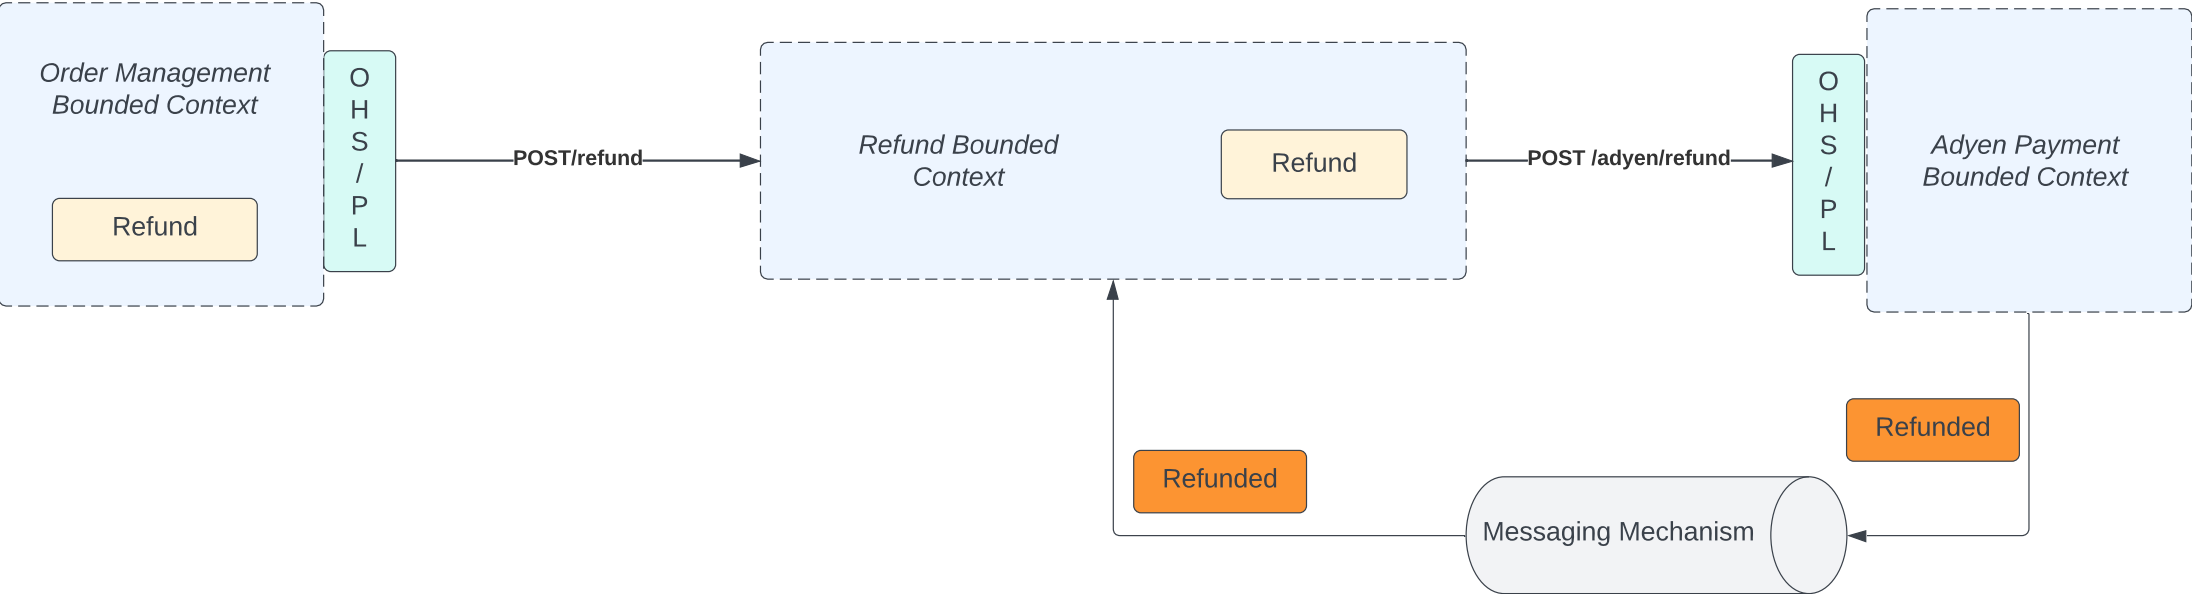 Order Management
Bounded Context
Refund
O
H
S
/
P
L
POST/refund
Refund Bounded
Context
Refund
POST /adyen/refund
O
H
S
/
P
L
Adyen Payment
Bounded Context
Refunded
Refunded
Messaging Mechanism